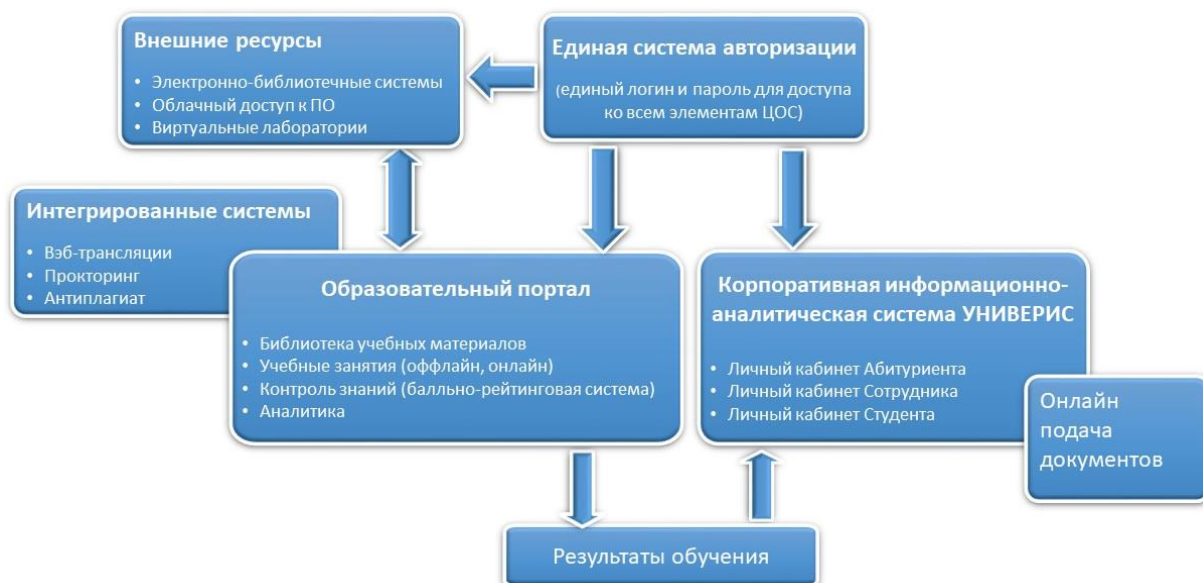 Внешние ресурсы
• Электронно-библиотечные системы
• Облачный доступ к ПО
• Виртуальные лаборатории
Единая система авторизации
(единый логин и пароль для доступа
ко всем элементам ЦОС)
Интегрированные системы
• Вэб-трансляции
• Прокторинг
• Антиплагиат
Образовательный портал
• Библиотека учебных материалов
• Учебные занятия (оффлайн, онлайн)
• Контроль знаний (балльно-рейтинговая система)
• Аналитика
Корпоративная информационно-
аналитическая система УНИВЕРИС
• Личный кабинет Абитуриента
• Личный кабинет Сотрудника
• Личный кабинет Студента
Онлайн
подача
документов
Результаты обучения